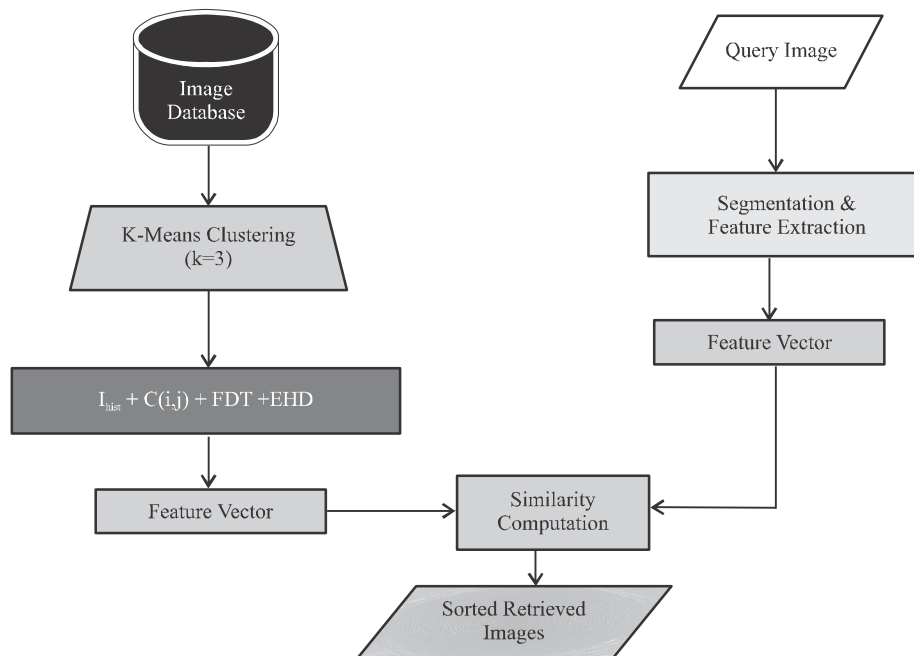 Image
Database
K-Means Clustering
(k=3)
I_hist + C(i,j) + FDT +EHD
Feature Vector
Query Image
Segmentation &
Feature Extraction
Feature Vector
Similarity
Computation
Sorted Retrieved
Images